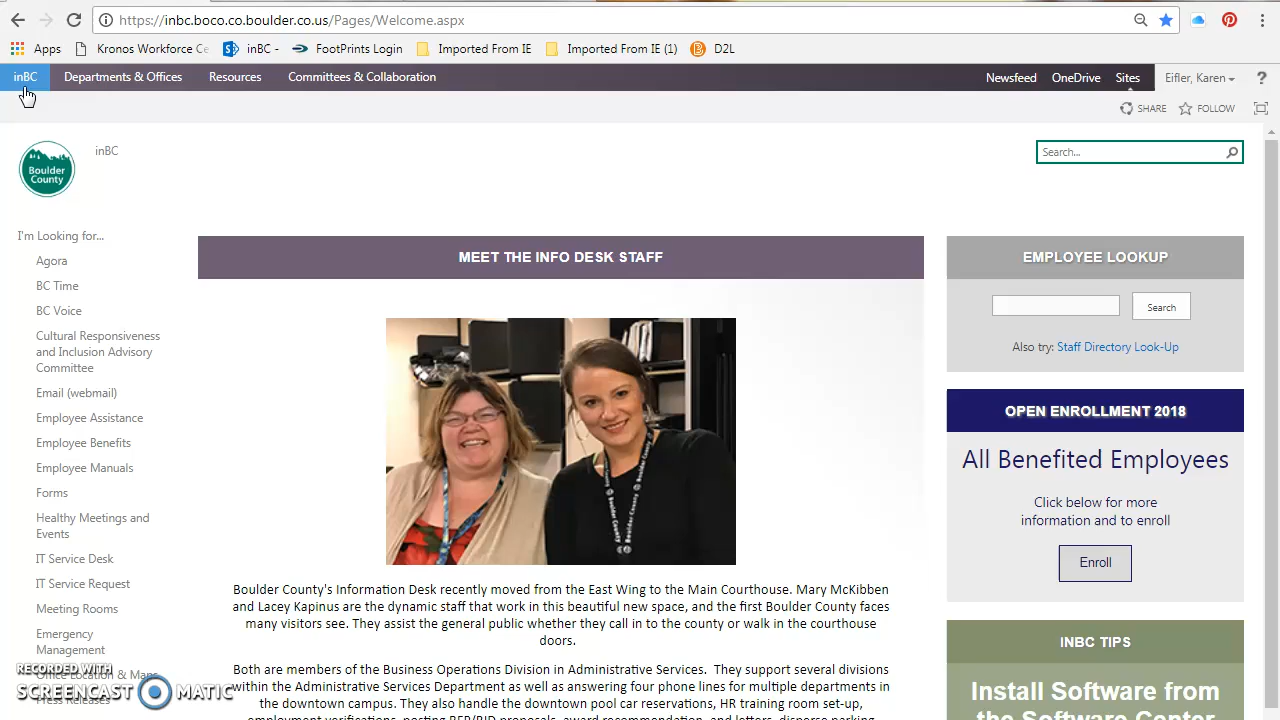 https://inbc.boco.co.boulder.co.us/Pages/Welcome.aspx
Apps Kronos Workforce Ce inBC - FootPrints Login Imported From IE Imported From IE (1) D2L
inBC Departments & Offices Resources Committees & Collaboration Newsfeed OneDrive Sites Eifler, Karen ?
SHARE FOLLOW
Boulder
County
inBC
Search...
I'm Looking for...
Agora
BC Time
BC Voice
Cultural Responsiveness
and Inclusion Advisory
Committee
Email (webmail)
Employee Assistance
Employee Benefits
Employee Manuals
Forms
Healthy Meetings and
Events
IT Service Desk
IT Service Request
Meeting Rooms
Emergency
Management
Office Location & Maps
Press Releases
RECORDED WITH
SCREENCAST MATIC
MEET THE INFO DESK STAFF
Boulder County
Boulder County's Information Desk recently moved from the East Wing to the Main Courthouse. Mary McKibben
and Lacey Kapinus are the dynamic staff that work in this beautiful new space, and the first Boulder County faces
many visitors see. They assist the general public whether they call in to the county or walk in the courthouse
doors.
Both are members of the Business Operations Division in Administrative Services. They support several divisions
within the Administrative Services Department as well as answering four phone lines for multiple departments in
the downtown campus. They also handle the downtown pool car reservations, HR training room set-up,
employment verifications, posting BFP/BID proposals, award recommendation, and letters, disperse parking
EMPLOYEE LOOKUP
Search
Also try: Staff Directory Look-Up
OPEN ENROLLMENT 2018
All Benefited Employees
Click below for more
information and to enroll
Enroll
INBC TIPS
Install Software from
the Software Center